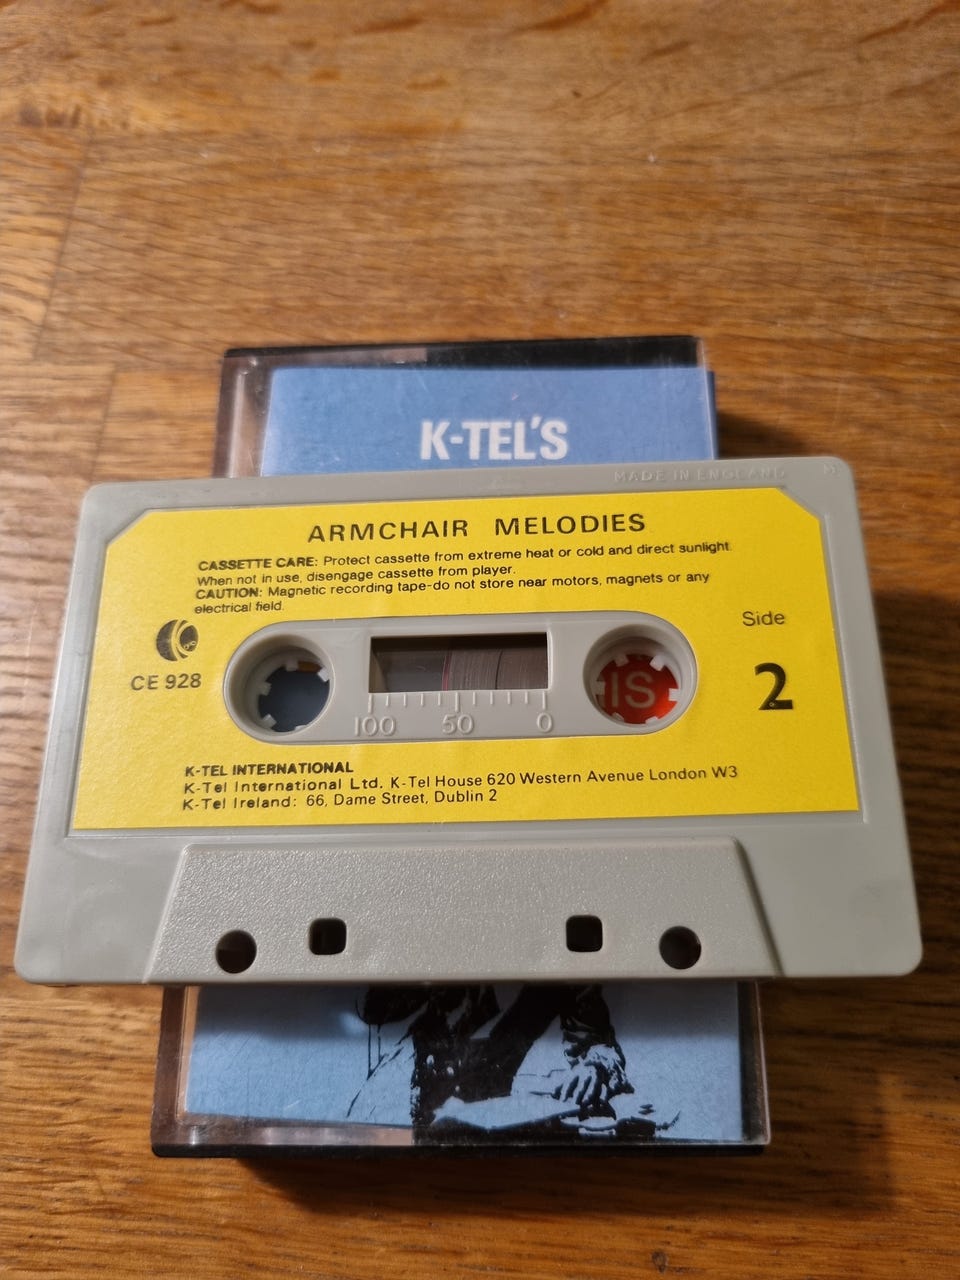 K-TEL'S
MADE IN ENGLAND
ARMCHAIR MELODIES
CASSETTE CARE: Protect cassette from extreme heat or cold and direct sunlight.
When not in use, disengage cassette from player.
CAUTION: Magnetic recording tape-do not store near motors, magnets or any
electrical field.
Side
2
CE 928
IS
100 50 0
K-TEL INTERNATIONAL
K-Tel International Ltd. K-Tel House 620 Western Avenue London W3
K-Tel Ireland: 66, Dame Street, Dublin 2